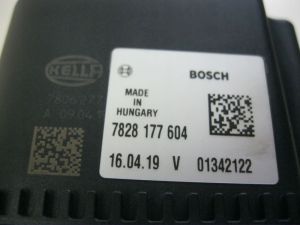 HELLA
BOSCH
MADE
IN
HUNGARY
7828 177 604
16.04.19 V 01342122